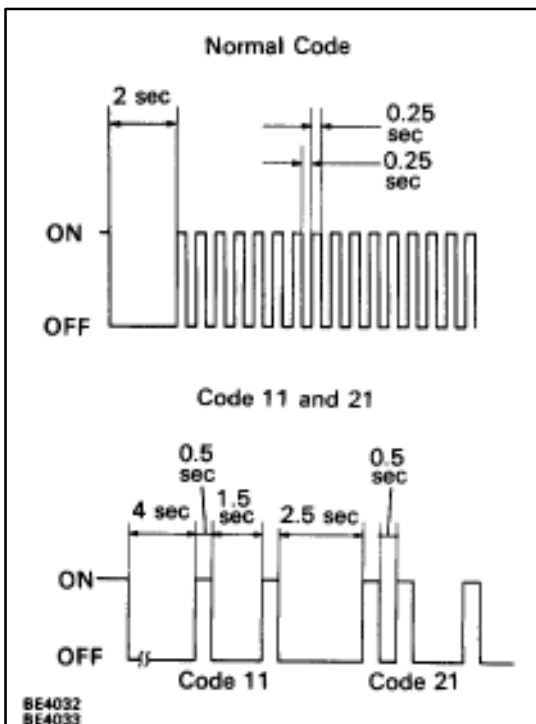 Normal Code
2 sec
0.25
sec
0.25
sec
ON
OFF
Code 11 and 21
0.5
sec
0.5
sec
4 sec
1.5
sec
2.5 sec
ON
OFF
Code 11
Code 21
BE4032
BE4033